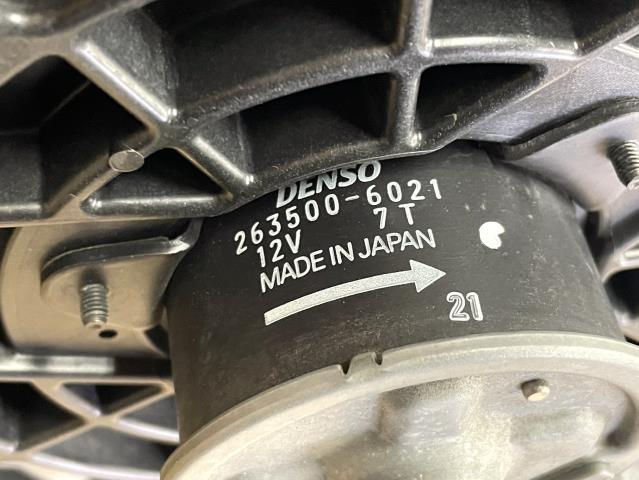 DENSO
263500-6021
12V 7T
MADE IN JAPAN
21